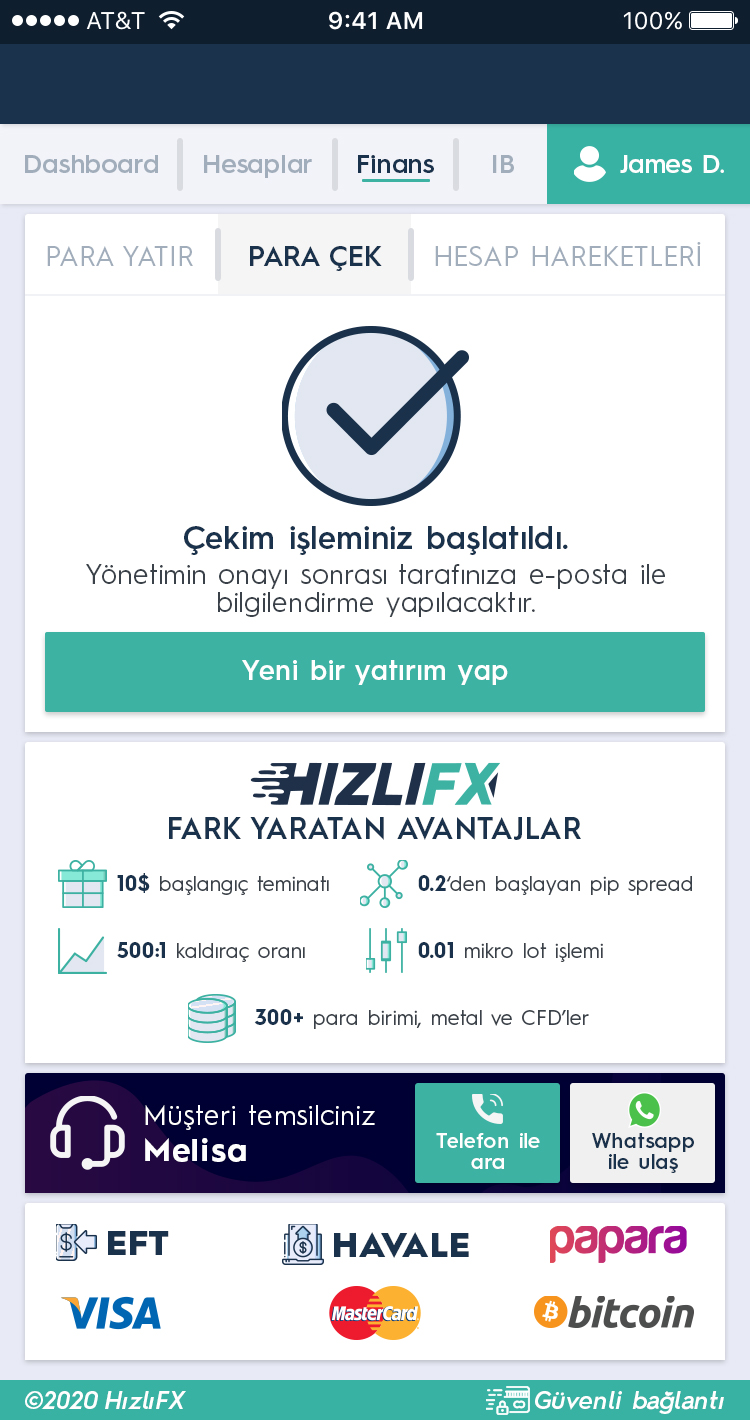 AT&T 9:41 AM 100%
Dashboard Hesaplar Finans IB James D.
PARA YATIR PARA ÇEK HESAP HAREKETLERİ
Çekim işleminiz başlatıldı.
Yönetimin onayı sonrası tarafınıza e-posta ile
bilgilendirme yapılacaktır.
Yeni bir yatırım yap
HIZLIFX
FARK YARATAN AVANTAJLAR
10$ başlangıç teminatı 0.2'den başlayan pip spread
500:1 kaldıraç oranı 0.01 mikro lot işlemi
300+ para birimi, metal ve CFD'ler
Müşteri temsilciniz
Melisa
Telefon ile
ara
Whatsapp
ile ulaş
EFT HAVALE papara
VISA MasterCard bitcoin
©2020 HızlıFX Güvenli bağlantı